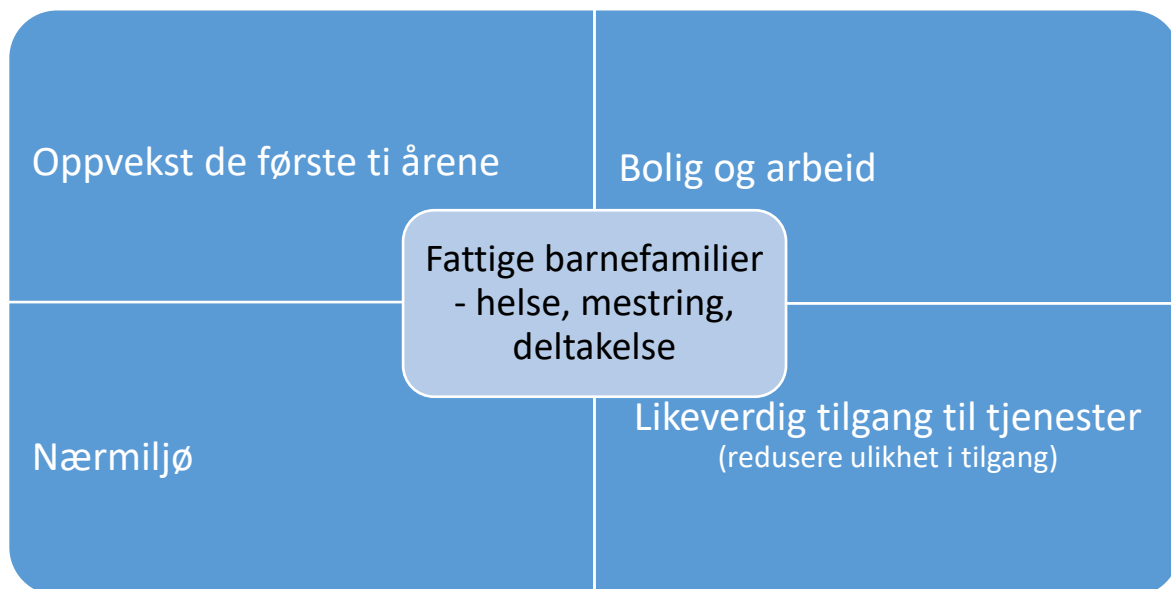 Oppvekst de første ti årene
Bolig og arbeid
Fattige barnefamilier
- helse, mestring,
deltakelse
Nærmiljø
Likeverdig tilgang til tjenester
(redusere ulikhet i tilgang)